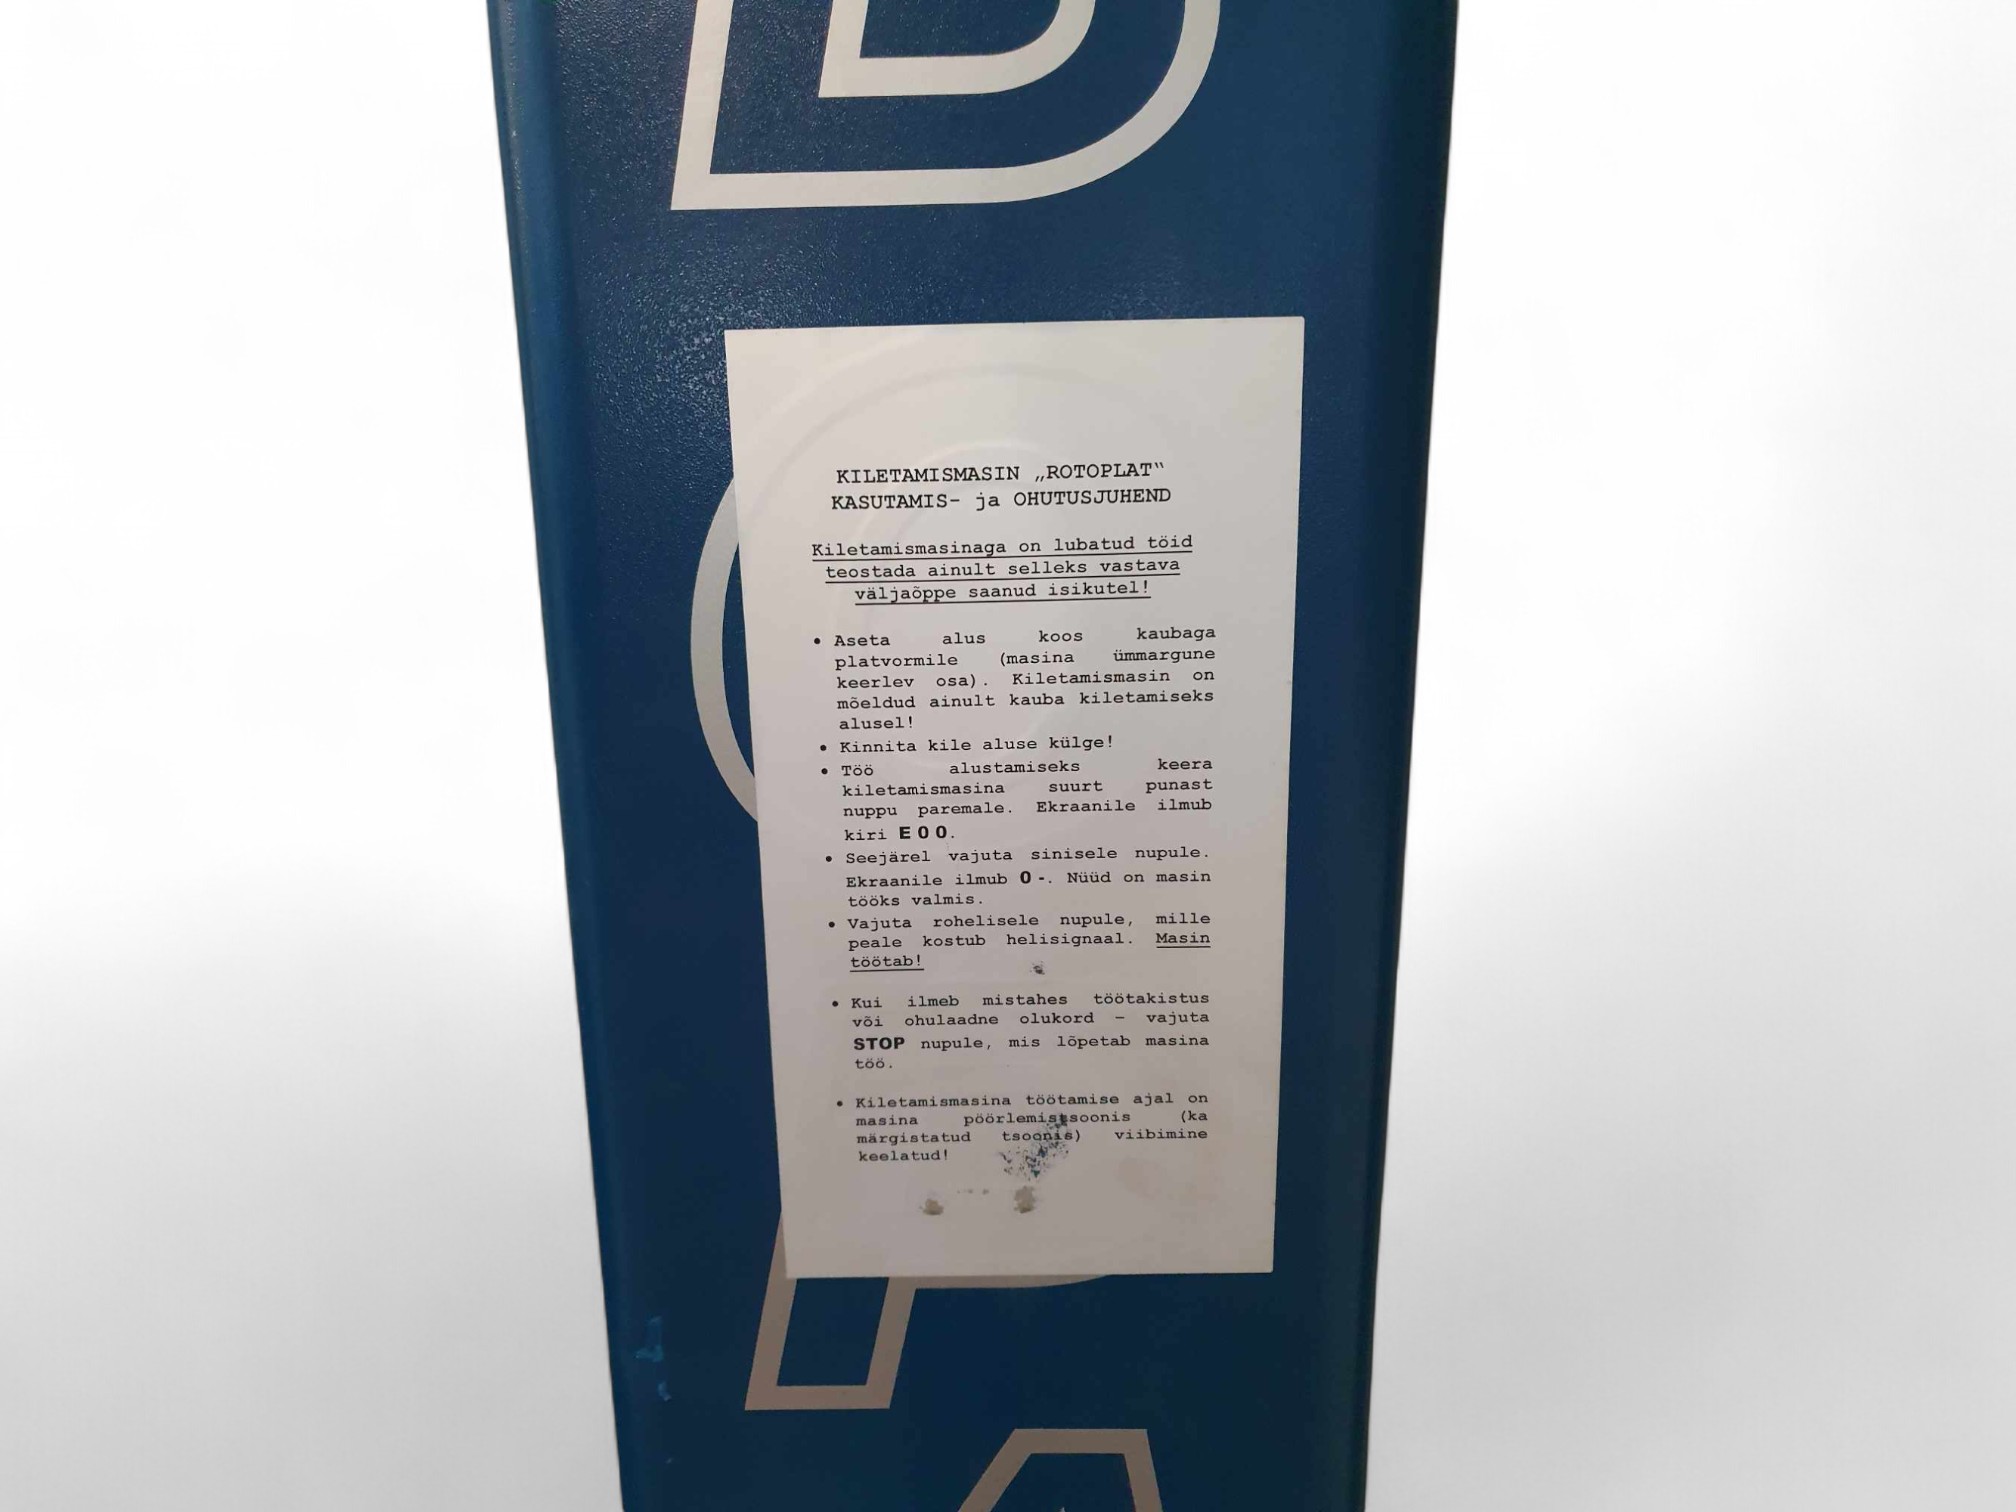 KILETAMISMASIN „ROTOPLAT“
KASUTAMIS- ja OHUTUSJUHEND
Kiletamismasinaga on lubatud töid
teostada ainult selleks vastava
väljaõppe saanud isikutel!
• Aseta alus koos kaubaga
platvormile (masina ümmargune
keerlev osa). Kiletamismasin on
mõeldud ainult kauba kiletamiseks
alusel!
• Kinnita kile aluse külge!
• Töö alustamiseks keera
kiletamismasina suurt punast
nuppu paremale. Ekraanile ilmub
kiri E 0 0.
• Seejärel vajuta sinisele nupule.
Ekraanile ilmub 0 -. Nüüd on masin
tööks valmis.
• Vajuta rohelisele nupule, mille
peale kostub helisignaal. Masin
töötab!
• Kui ilmeb mistahes töötakistus
või ohulaadne olukord – vajuta
STOP nupule, mis lõpetab masina
töö.
• Kiletamismasina töötamise ajal on
masina pöörlemistsoonis (ka
märgistatud tsoonis) viibimine
keelatud!